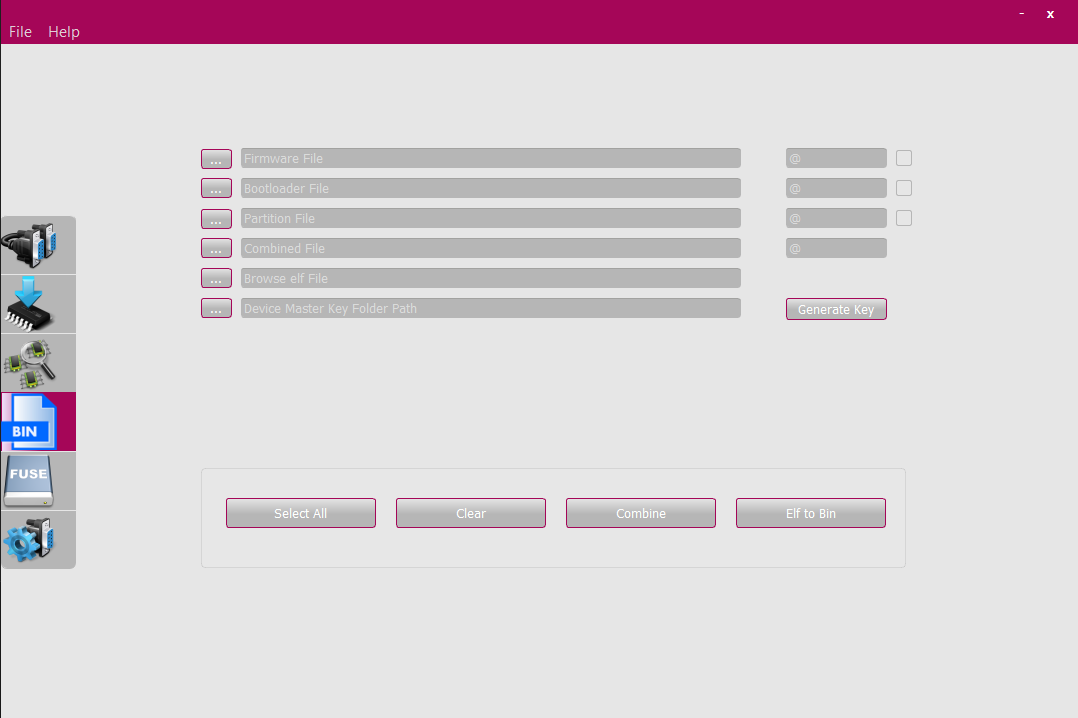 - x
File Help
... Firmware File @
... Bootloader File @
... Partition File @
... Combined File @
... Browse elf File
... Device Master Key Folder Path Generate Key
BIN
FUSE
Select All Clear Combine Elf to Bin